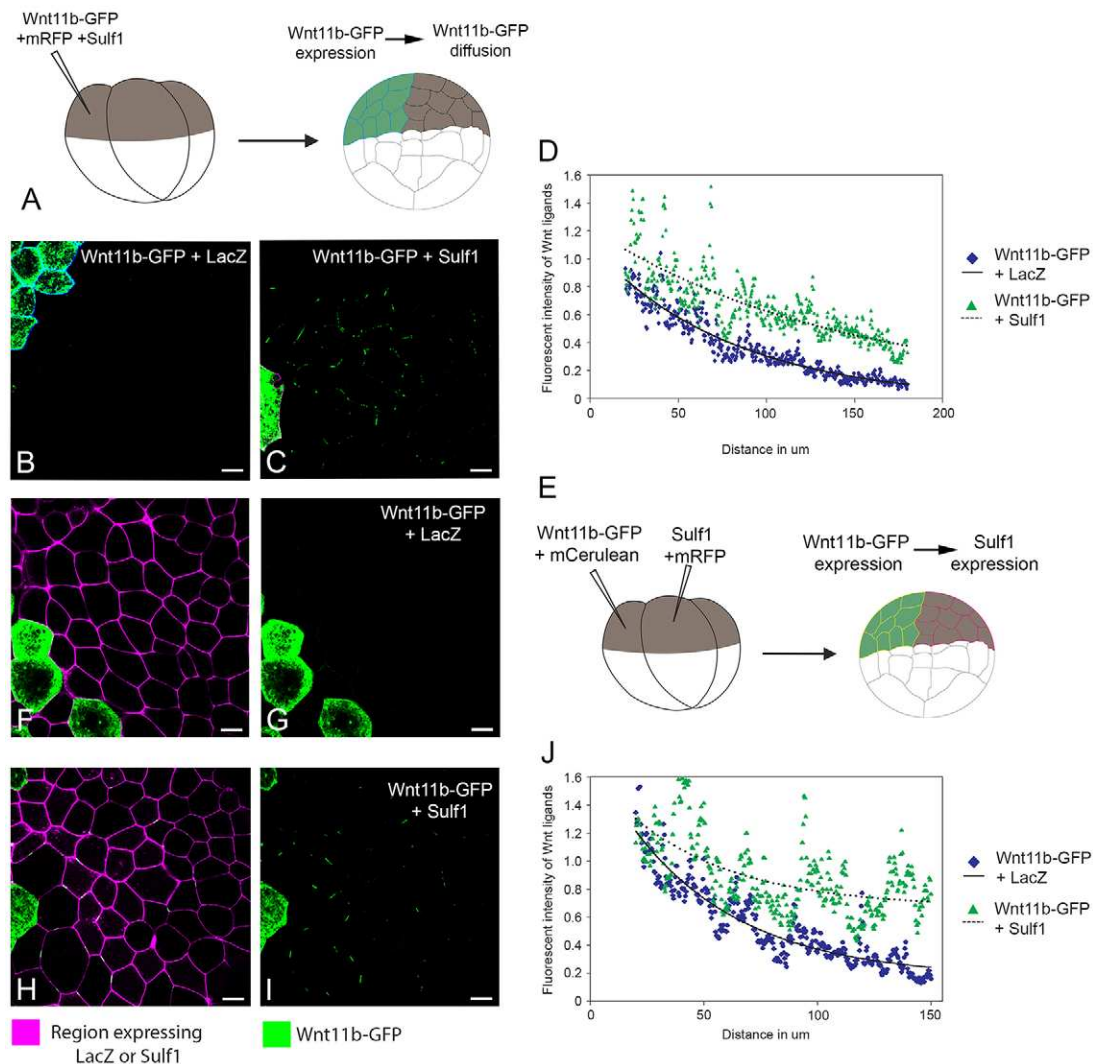 Wnt11b-GFP
+mRFP +Sulf1
Wnt11b-GFP
expression
Wnt11b-GFP
diffusion
A
Wnt11b-GFP + LacZ
B
Wnt11b-GFP + Sulf1
C
D
Fluorescent intensity of Wnt ligands
1.6
1.4
1.2
1.0
0.8
0.6
0.4
0.2
0
0
50
100
150
200
Distance in um
Wnt11b-GFP
+ LacZ
Wnt11b-GFP
+ Sulf1
E
Wnt11b-GFP
+ mCerulean
Sulf1
+mRFP
Wnt11b-GFP
expression
Sulf1
expression
F
Wnt11b-GFP
+ LacZ
G
H
Wnt11b-GFP
+ Sulf1
I
J
Fluorescent intensity of Wnt ligands
1.6
1.4
1.2
1.0
0.8
0.6
0.4
0.2
0
0
50
100
150
Distance in um
Wnt11b-GFP
+ LacZ
Wnt11b-GFP
+ Sulf1
Region expressing
LacZ or Sulf1
Wnt11b-GFP